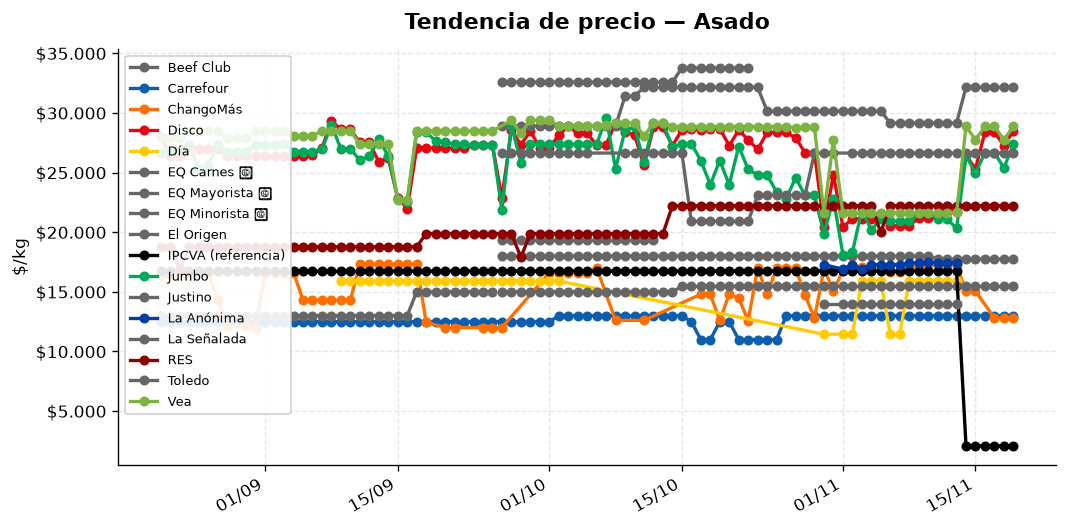 Tendencia de precio — Asado
$/kg
$35.000
$30.000
$25.000
$20.000
$15.000
$10.000
$5.000
Beef Club
Carrefour
ChangoMás
Disco
Día
EQ Carnes
EQ Mayorista
EQ Minorista
El Origen
IPCVA (referencia)
Jumbo
Justino
La Anónima
La Señalada
RES
Toledo
Vea
01/09
15/09
01/10
15/10
01/11
15/11